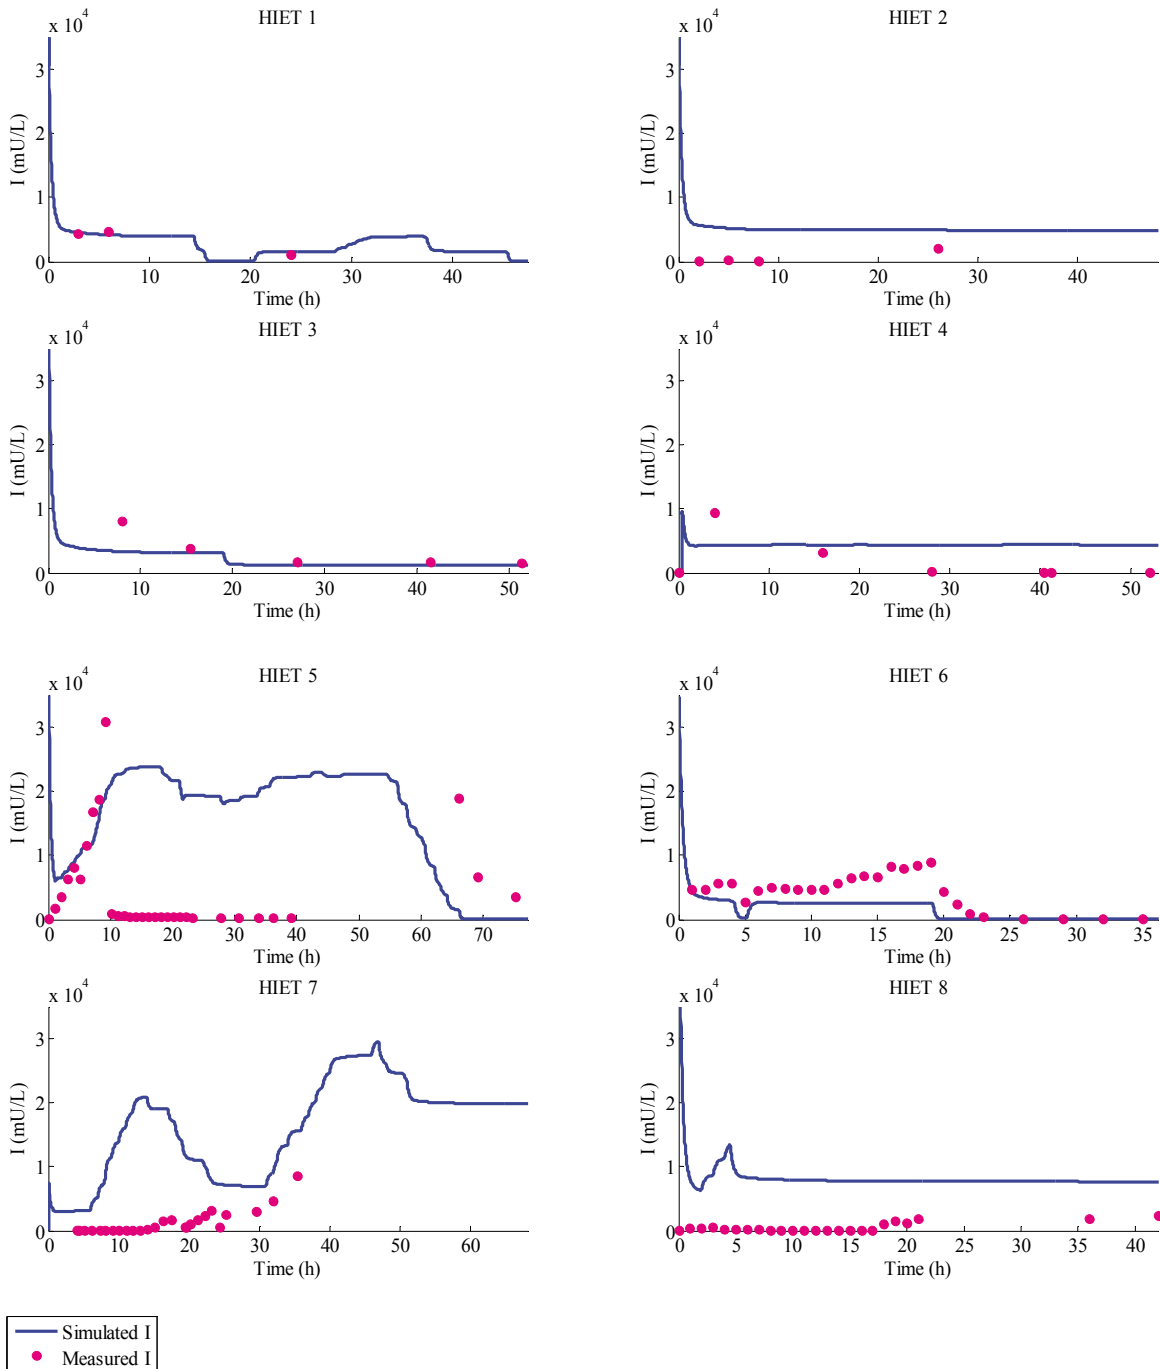 HIET 1
x 10^4
I (mU/L)
3
2
1
0
0 10 20 30 40
Time (h)
HIET 2
x 10^4
I (mU/L)
3
2
1
0
0 10 20 30 40
Time (h)
HIET 3
x 10^4
I (mU/L)
3
2
1
0
0 10 20 30 40 50
Time (h)
HIET 4
x 10^4
I (mU/L)
3
2
1
0
0 10 20 30 40 50
Time (h)
HIET 5
x 10^4
I (mU/L)
3
2
1
0
0 10 20 30 40 50 60 70
Time (h)
HIET 6
x 10^4
I (mU/L)
3
2
1
0
0 5 10 15 20 25 30 35
Time (h)
HIET 7
x 10^4
I (mU/L)
3
2
1
0
0 10 20 30 40 50 60
Time (h)
HIET 8
x 10^4
I (mU/L)
3
2
1
0
0 5 10 15 20 25 30 35 40
Time (h)
Simulated I
Measured I